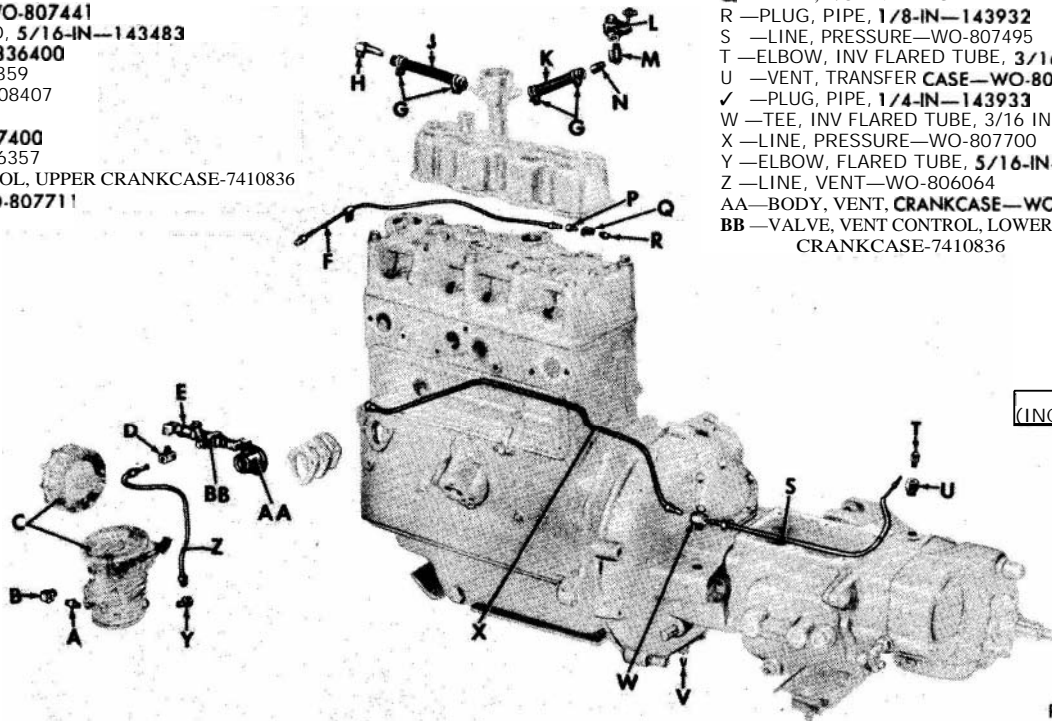 WO-807441
5/16-IN—143483
836400
359
08407
7400
6357
OL, UPPER CRANKCASE-7410836
O-807711
R —PLUG, PIPE, 1/8-IN—143932
S —LINE, PRESSURE—WO-807495
T —ELBOW, INV FLARED TUBE, 3/16
U —VENT, TRANSFER CASE—WO-80
✓ —PLUG, PIPE, 1/4-IN—143933
W —TEE, INV FLARED TUBE, 3/16 IN
X —LINE, PRESSURE—WO-807700
Y —ELBOW, FLARED TUBE, 5/16-IN-
Z —LINE, VENT—WO-806064
AA—BODY, VENT, CRANKCASE—WO
BB —VALVE, VENT CONTROL, LOWER
CRANKCASE-7410836
L
J
H
K
M
N
G
G
P
Q
R
F
E
D
BB
AA
C
Z
B
A
Y
(INC
T
U
S
X
W
V